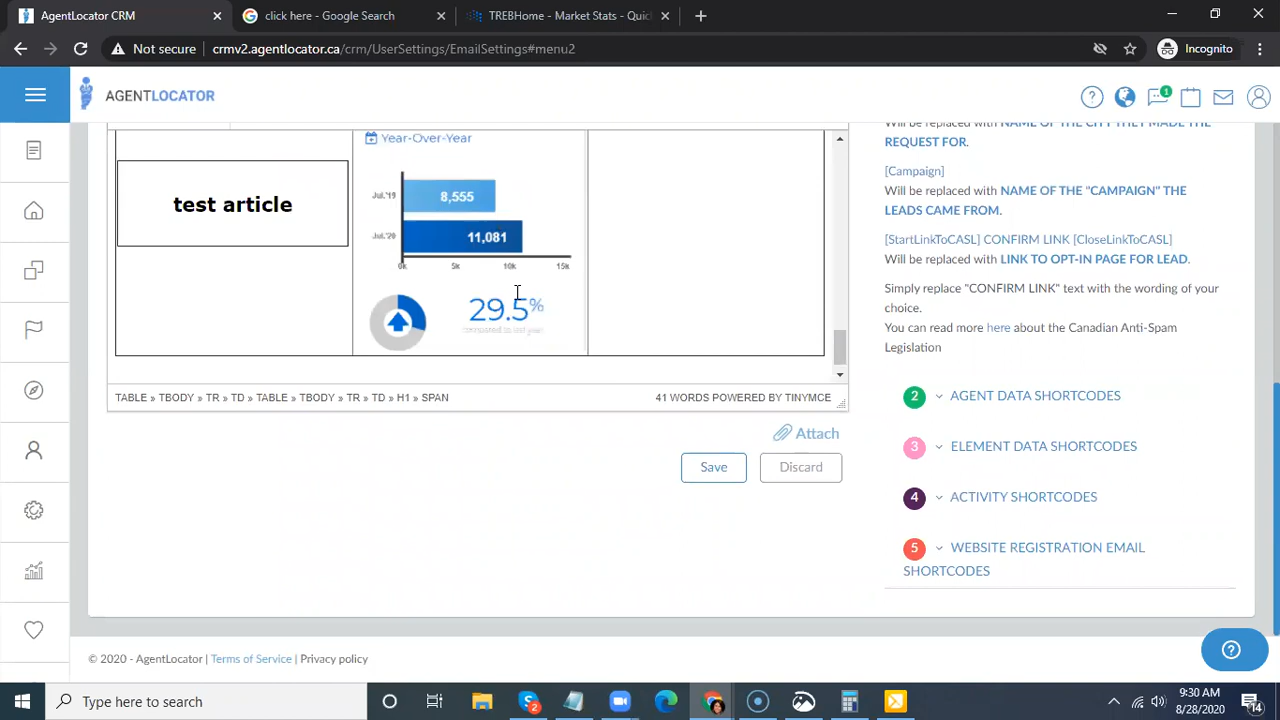 AgentLocator CRM
click here - Google Search
TREBHome - Market Stats - Quic
Not secure
crmv2.agentlocator.ca/crm/UserSettings/EmailSettings#menu2
Incognito
AGENTLOCATOR
1
Year-Over-Year
test article
Jul.'19
8,555
Jul.'20
11,081
0k 5k 10k 15k
29.5%
compared to last year
TABLE » TBODY » TR » TD » TABLE » TBODY » TR » TD » H1 » SPAN
41 WORDS POWERED BY TINYMCE
Attach
Save
Discard
Will be replaced with NAME OF THE CITY THEY MADE THE
REQUEST FOR.
[Campaign]
Will be replaced with NAME OF THE "CAMPAIGN" THE
LEADS CAME FROM.
[StartLinkToCASL] CONFIRM LINK [CloseLinkToCASL]
Will be replaced with LINK TO OPT-IN PAGE FOR LEAD.
Simply replace "CONFIRM LINK" text with the wording of your
choice.
You can read more here about the Canadian Anti-Spam
Legislation
2 AGENT DATA SHORTCODES
3 ELEMENT DATA SHORTCODES
4 ACTIVITY SHORTCODES
5 WEBSITE REGISTRATION EMAIL
SHORTCODES
© 2020 - AgentLocator | Terms of Service | Privacy policy
Type here to search
2
9:30 AM
8/28/2020
14